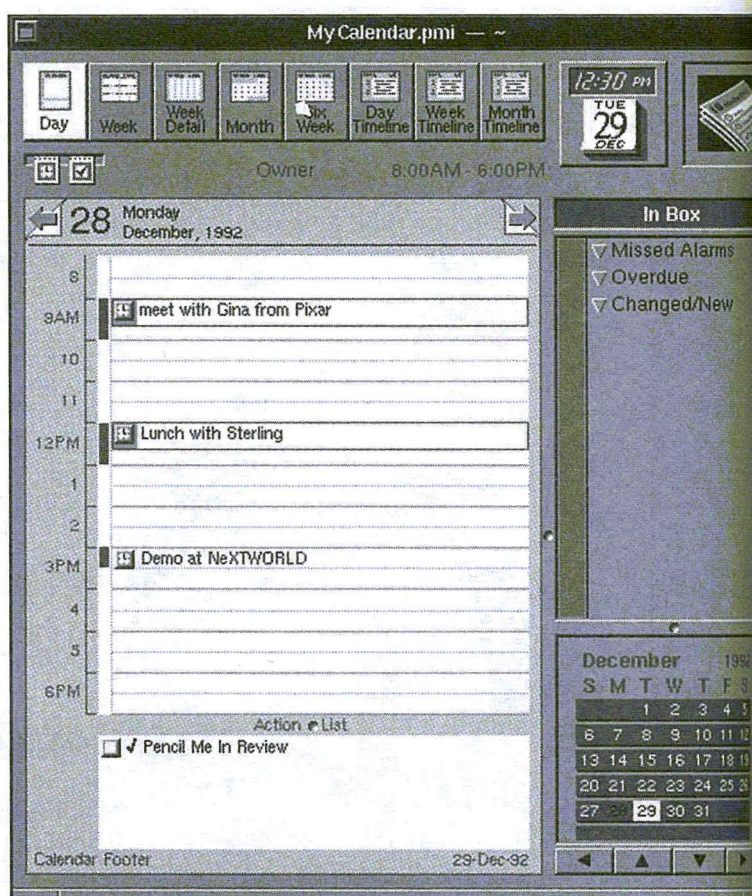 MyCalendar.pmi — ~
Day
Week
Week Detail
Month
Six Week
Day Timeline
Week Timeline
Month Timeline
12:30 PM
TUE
29
DEC
Owner 8:00AM - 6:00PM
28 Monday
December, 1992
In Box
Missed Alarms
Overdue
Changed/New
8
9AM meet with Gina from Pixar
10
11
12PM Lunch with Sterling
1
2
3PM Demo at NeXTWORLD
4
5
6PM
Action List
Pencil Me In Review
Calendar Footer 29-Dec-92
December 199
S M T W T F S
1 2 3 4 5
6 7 8 9 10 11 12
13 14 15 16 17 18 19
20 21 22 23 24 25
27 28 29 30 31